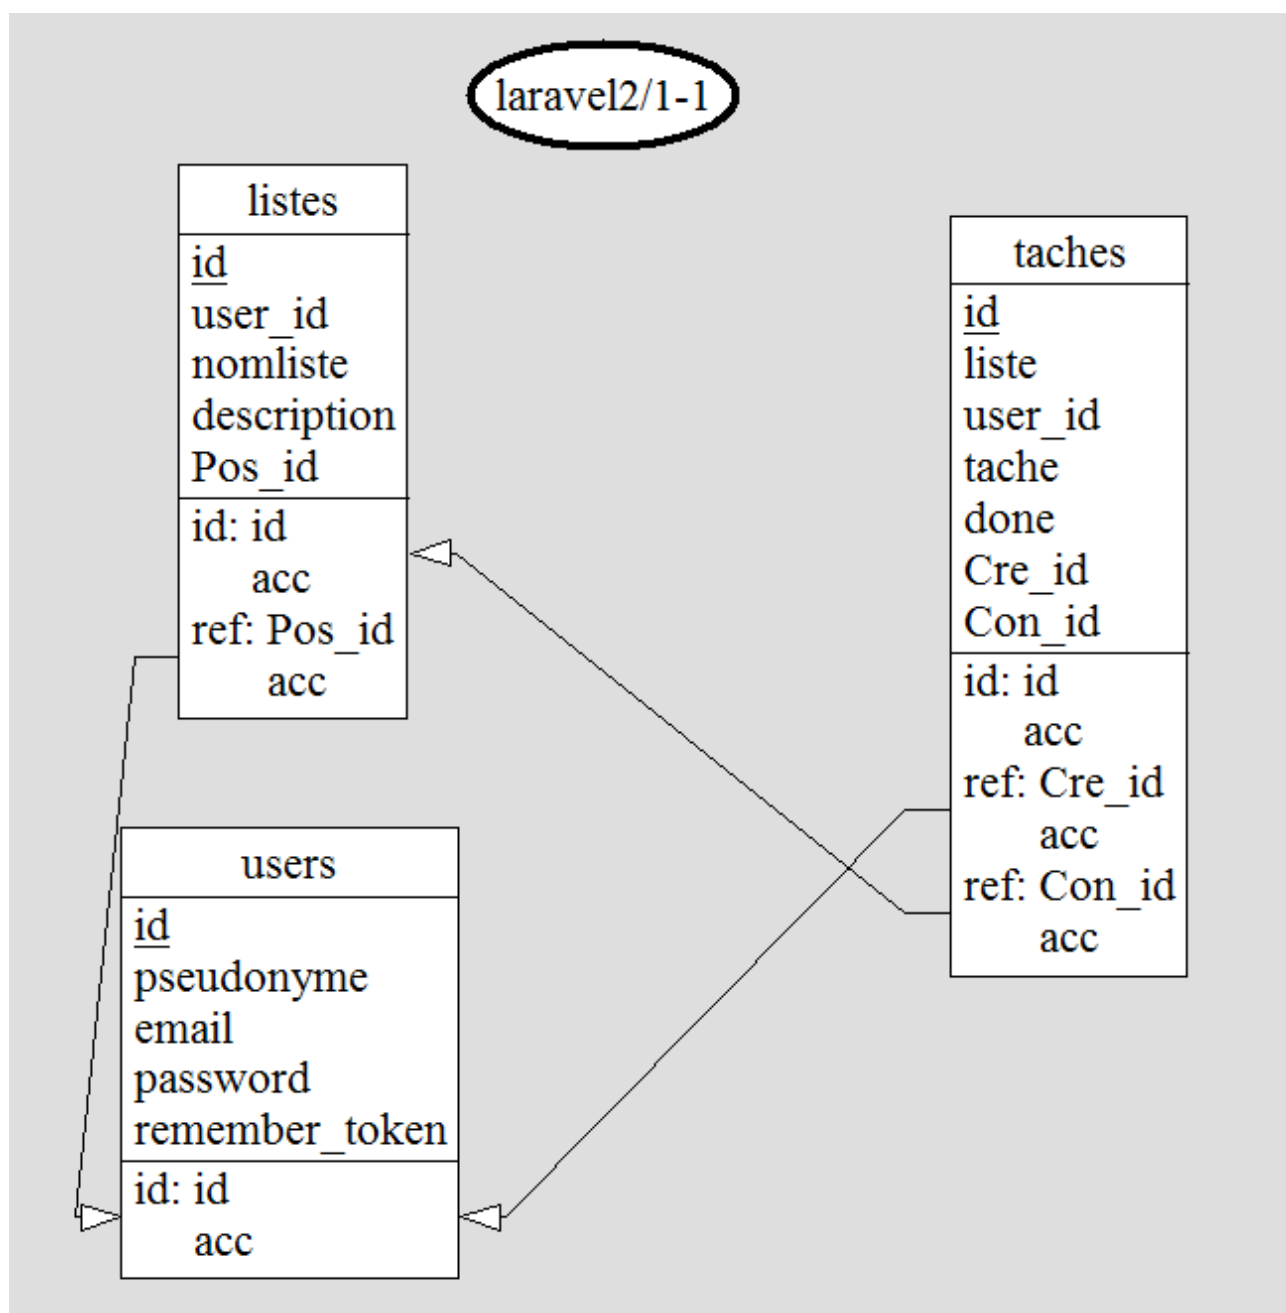 laravel2/1-1
listes
id
user_id
nomliste
description
Pos_id
id: id
acc
ref: Pos_id
acc
taches
id
liste
user_id
tache
done
Cre_id
Con_id
id: id
acc
ref: Cre_id
acc
ref: Con_id
acc
users
id
pseudonyme
email
password
remember_token
id: id
acc